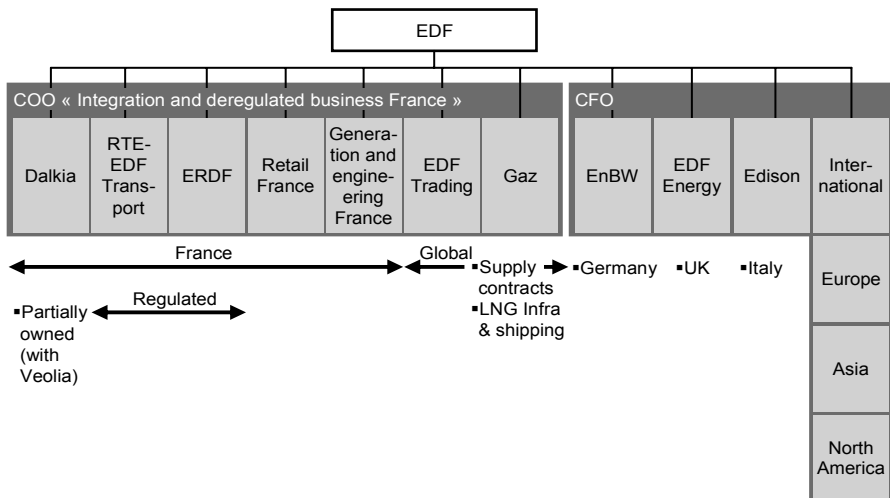 EDF
COO « Integration and deregulated business France »
CFO
Dalkia
RTE-
EDF
Trans-
port
ERDF
Retail
France
Genera-
tion and
engine-
ering
France
EDF
Trading
Gaz
EnBW
EDF
Energy
Edison
Inter-
national
France
Global
▪Supply
contracts
▪LNG Infra
& shipping
▪Germany
▪UK
▪Italy
▪Partially
owned
(with
Veolia)
Regulated
Europe
Asia
North
America